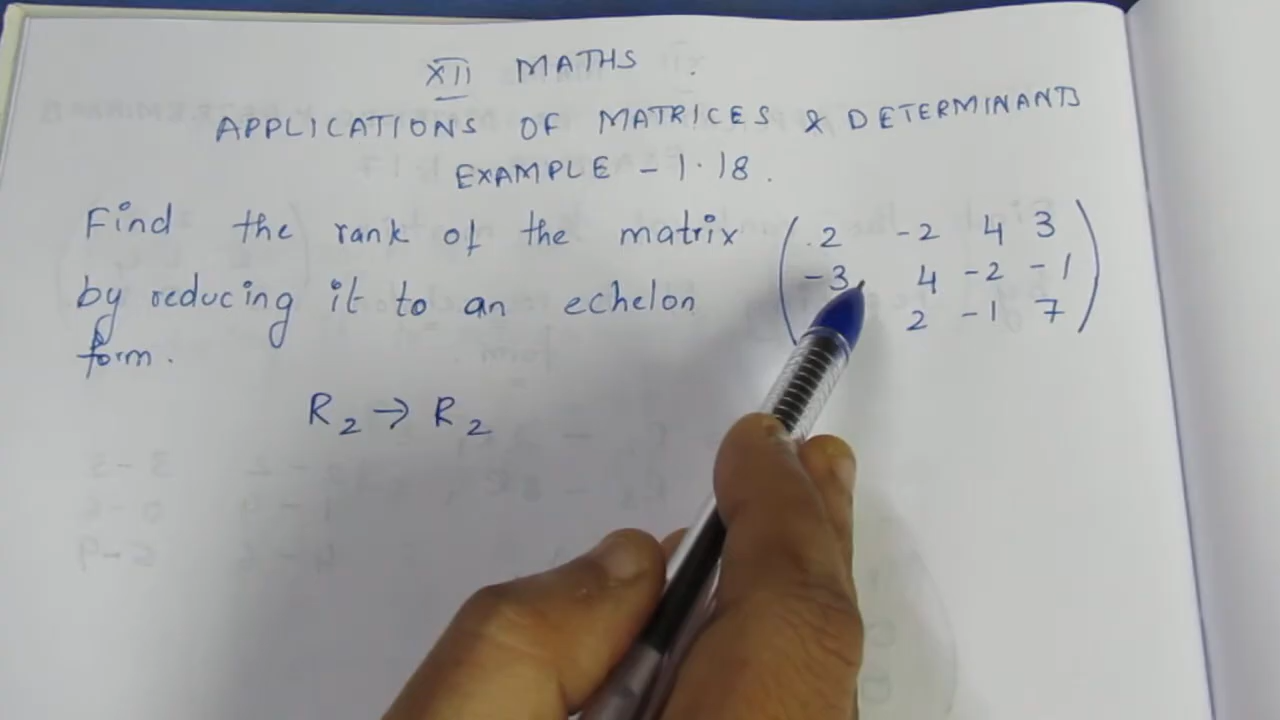 XII MATHS
APPLICATIONS OF MATRICES & DETERMINANTS
EXAMPLE - 1.18.
Find the rank of the matrix
by reducing it to an echelon
form.
2 -2 4 3
-3 4 -2 -1
2 -1 7
R2 → R2